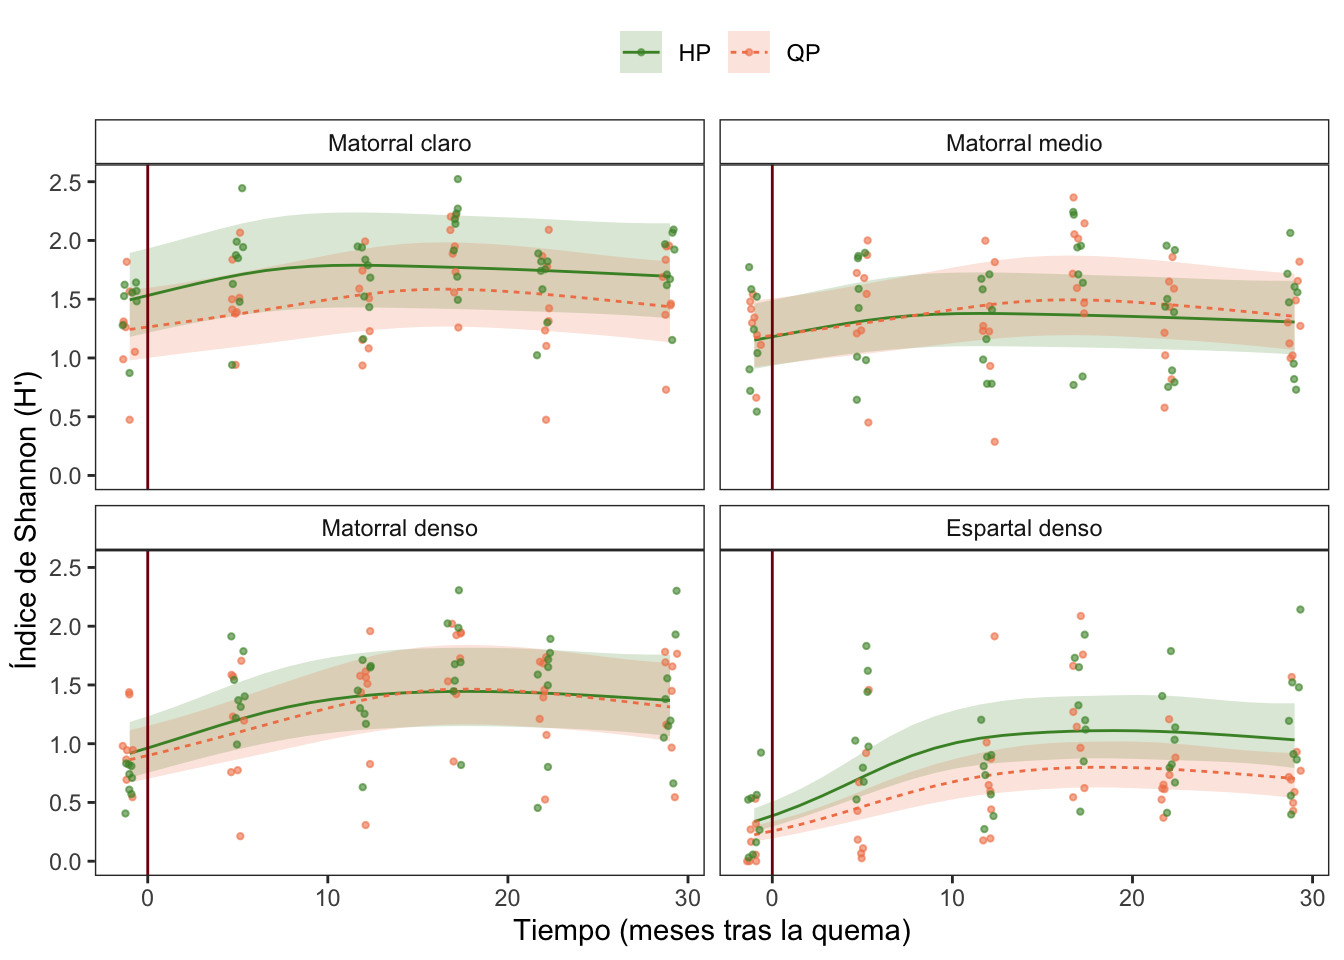 HP QP
Matorral claro Matorral medio
2.5
2.0
1.5
1.0
0.5
0.0
Matorral denso Espartal denso
2.5
2.0
1.5
1.0
0.5
0.0
0 10 20 30 0 10 20 30
Tiempo (meses tras la quema)
Índice de Shannon (H')